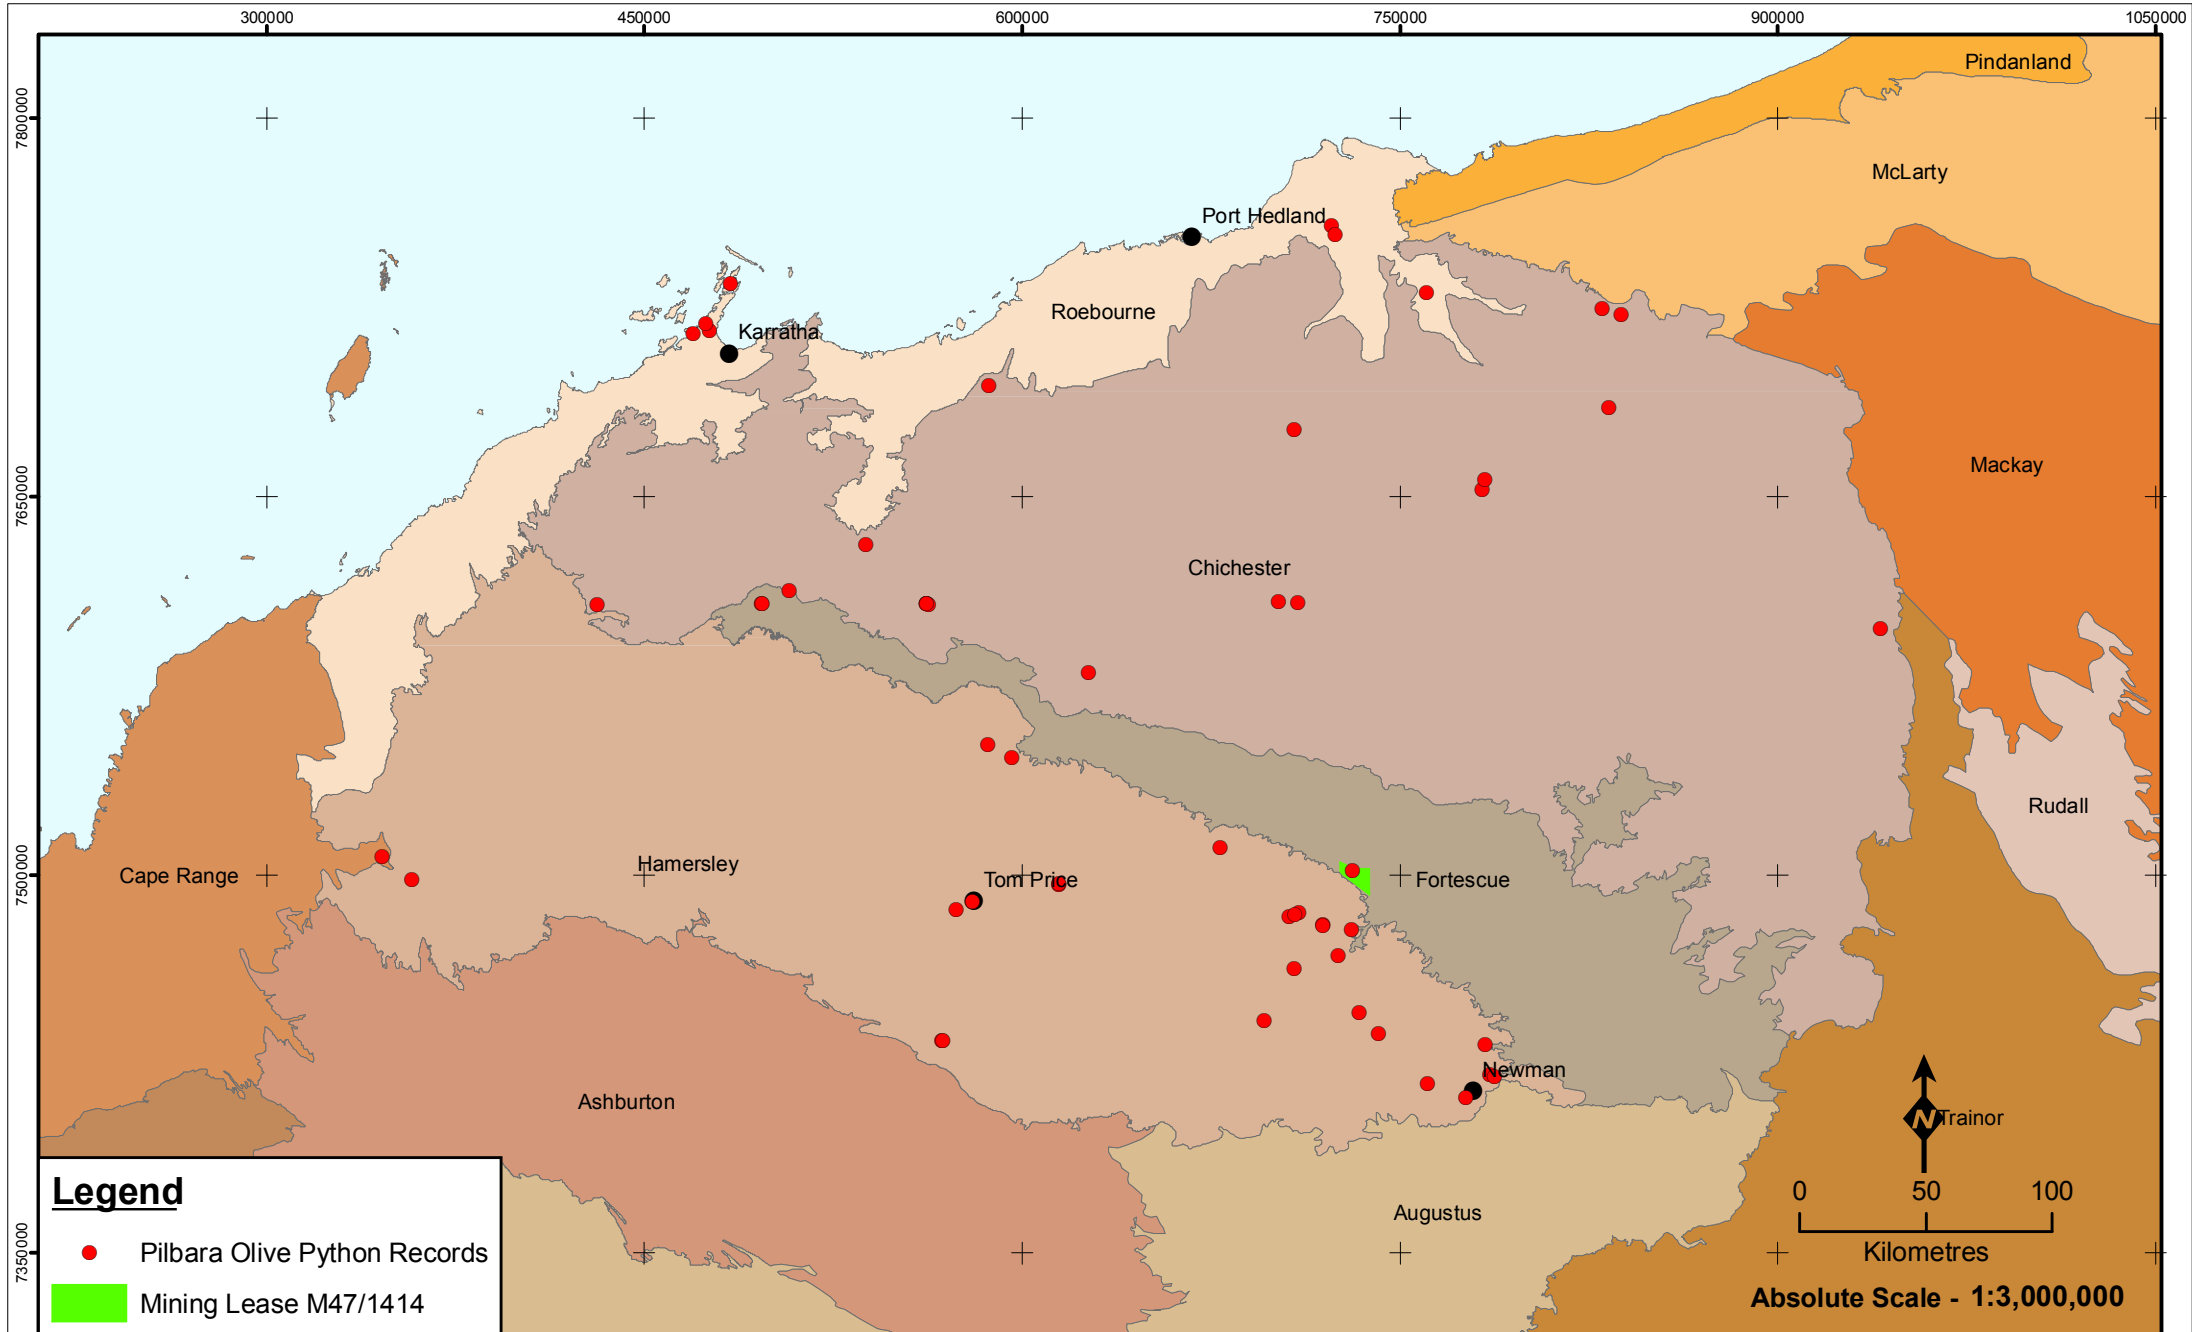 300000 450000 600000 750000 900000 1050000
7800000
7650000
7500000
7350000
Pindanland
McLarty
Port Hedland
Roebourne
Karratha
Mackay
Chichester
Rudall
Hamersley
Cape Range
Tom Price
Fortescue
Newman
Ashburton
N Trainor
Augustus
0 50 100
Kilometres
Absolute Scale - 1:3,000,000
Legend
Pilbara Olive Python Records
Mining Lease M47/1414